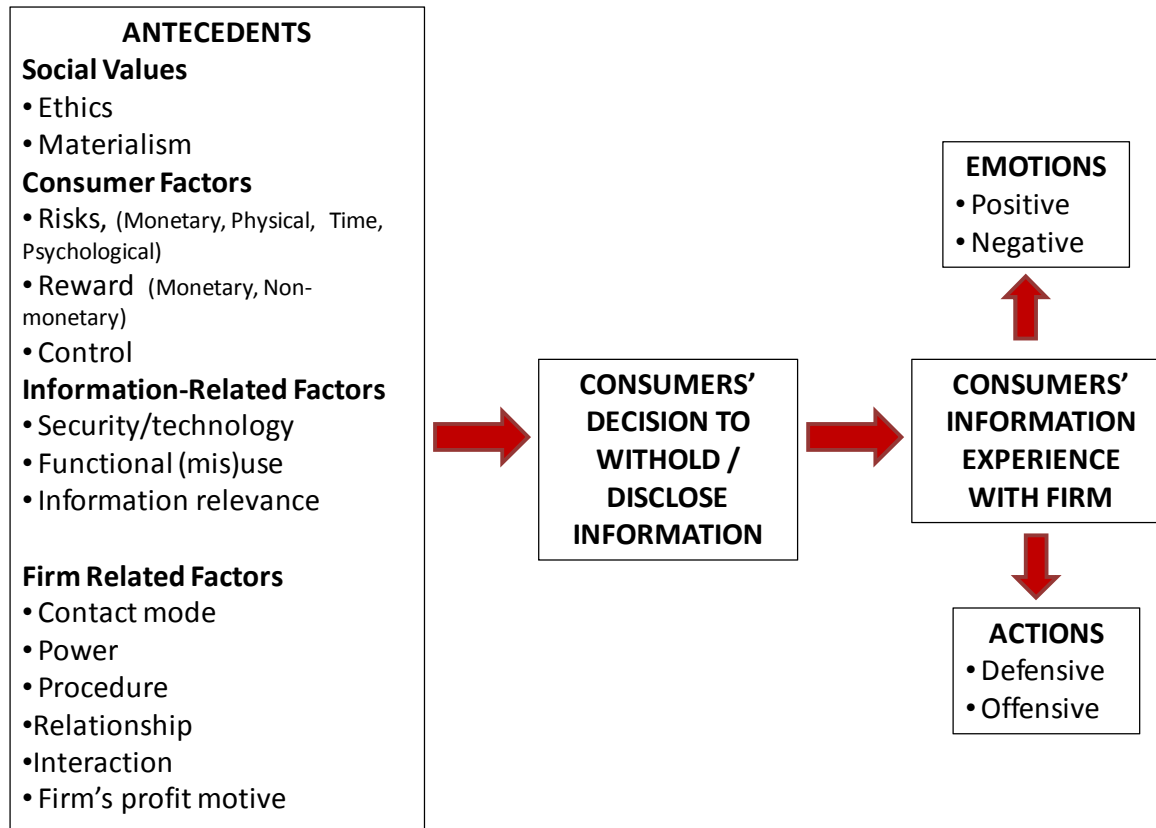 ANTECEDENTS
Social Values
• Ethics
• Materialism
Consumer Factors
• Risks, (Monetary, Physical, Time,
Psychological)
• Reward (Monetary, Non-
monetary)
• Control
Information-Related Factors
• Security/technology
• Functional (mis)use
• Information relevance
Firm Related Factors
• Contact mode
• Power
• Procedure
•Relationship
•Interaction
• Firm's profit motive
CONSUMERS'
DECISION TO
WITHOLD /
DISCLOSE
INFORMATION
EMOTIONS
• Positive
• Negative
CONSUMERS'
INFORMATION
EXPERIENCE
WITH FIRM
ACTIONS
• Defensive
• Offensive